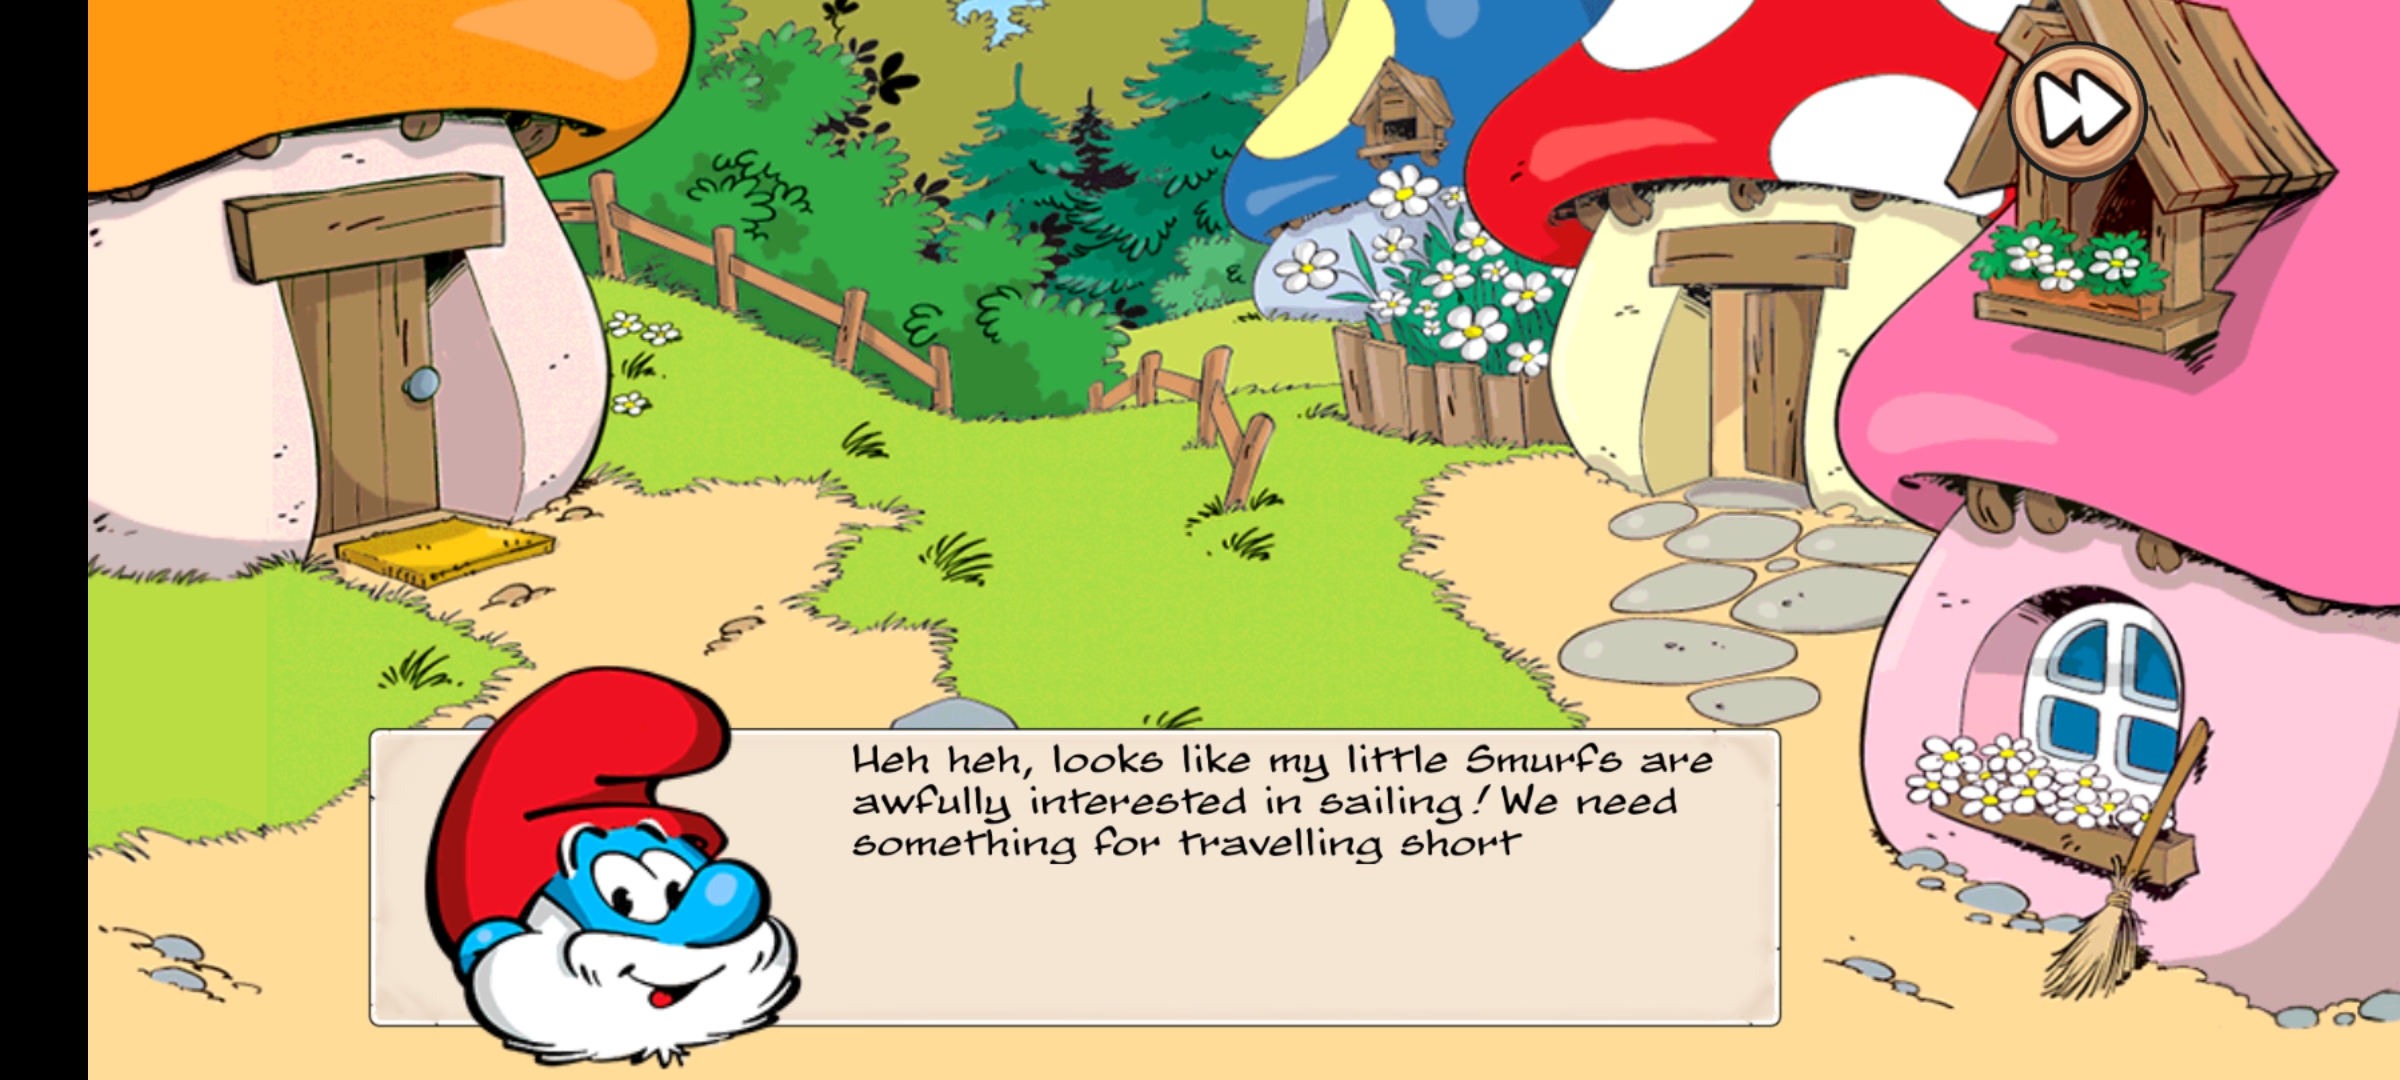 Heh heh, looks like my little Smurfs are
awfully interested in sailing! We need
something for travelling short